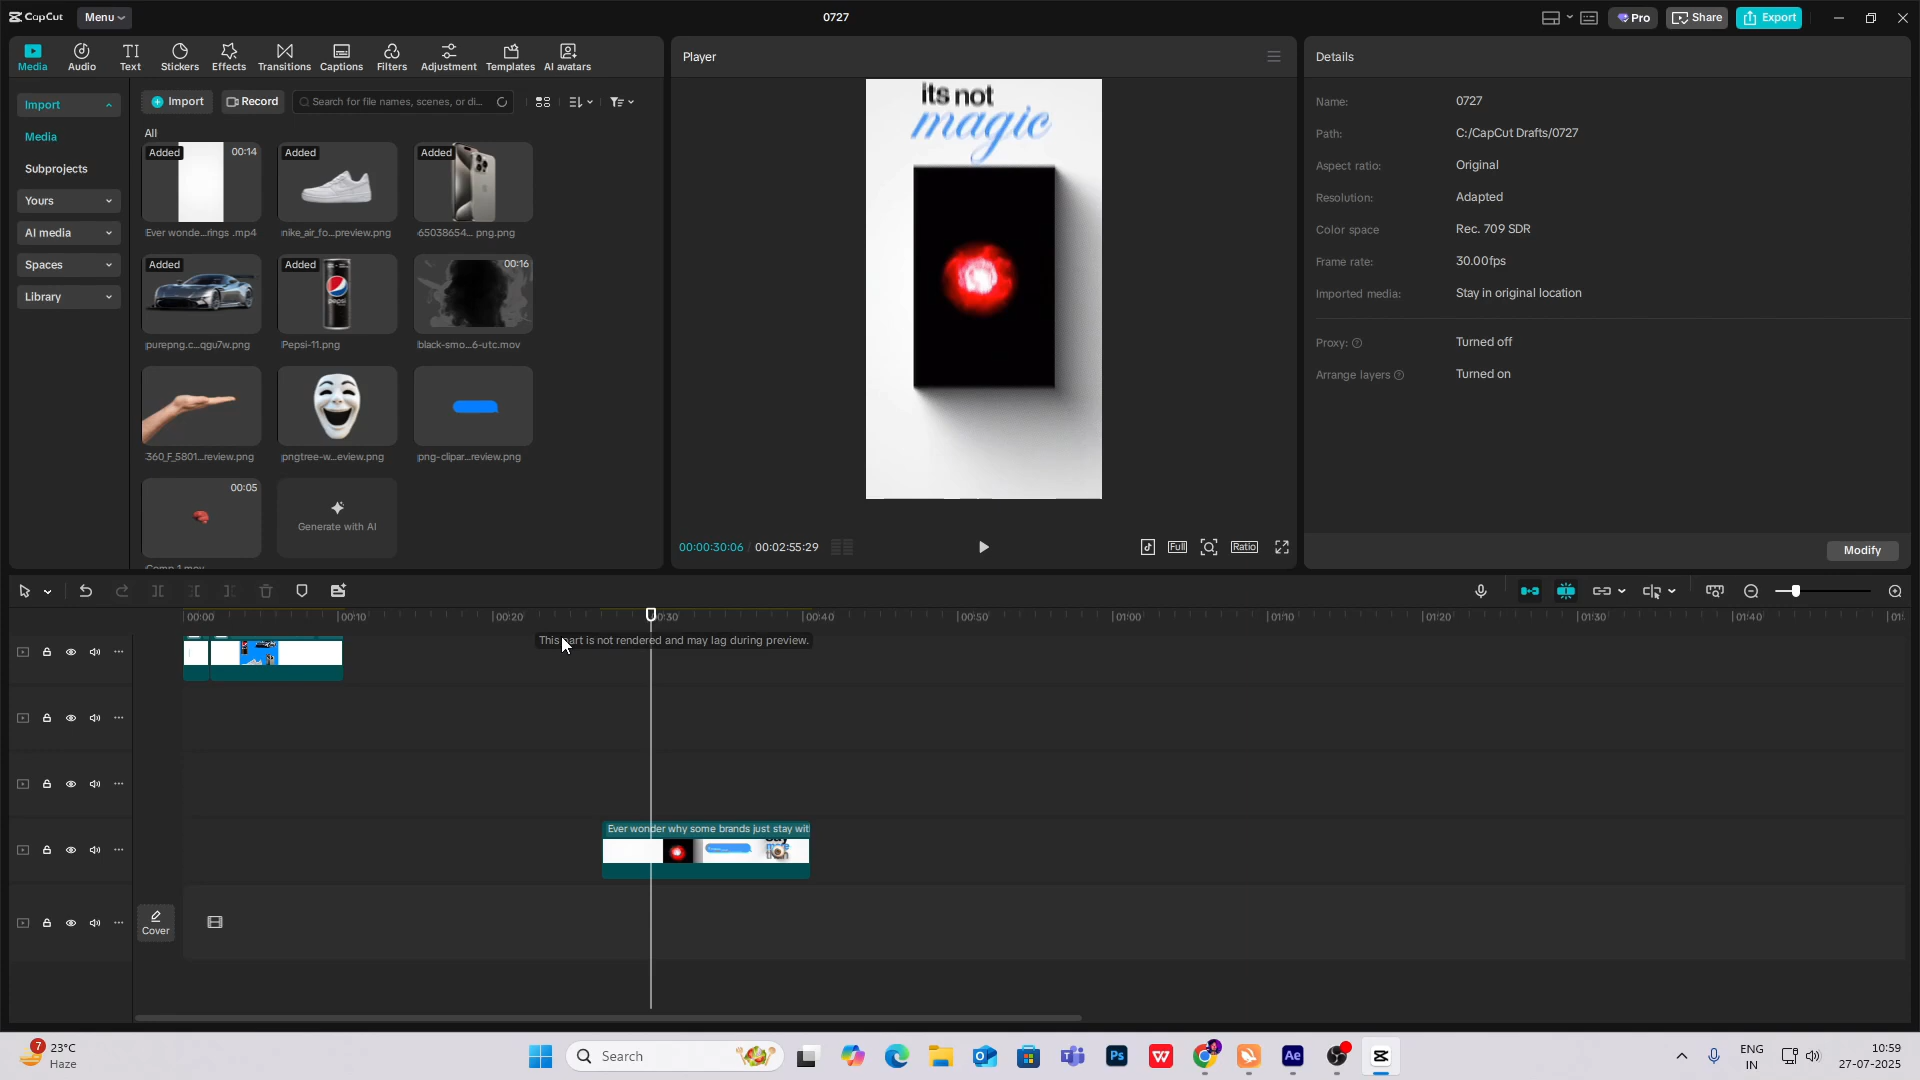 CapCut
Menu
0727
Pro
Share
Export
Media
Audio
Text
Stickers
Effects
Transitions
Captions
Filters
Adjustment
Templates
AI avatars
Import
Media
Subprojects
Yours
AI media
Spaces
Library
Import
Record
Search for file names, scenes, or di...
All
Added 00:14
Added
Added
Ever wonde...rings .mp4
nike_air_fo...preview.png
65038654... png.png
Added
Added
00:16
purepng.c...qgu7w.png
Pepsi-11.png
black-smo...6-utc.mov
360_F_5801...review.png
pngtree-w...eview.png
png-clipar...review.png
00:05
Generate with AI
Comp 1.mov
Player
its not
magic
00:00:30:06 / 00:02:55:29
Full
Ratio
Details
Name: 0727
Path: C:/CapCut Drafts/0727
Aspect ratio: Original
Resolution: Adapted
Color space Rec. 709 SDR
Frame rate: 30.00fps
Imported media: Stay in original location
Proxy: Turned off
Arrange layers Turned on
Modify
00:00
00:10
00:20
00:30
00:40
00:50
01:00
01:10
01:20
01:30
01:40
This part is not rendered and may lag during preview.
Ever wonder why some brands just stay wit
Cover
7
23°C
Haze
Search
ENG
IN
10:59
27-07-2025